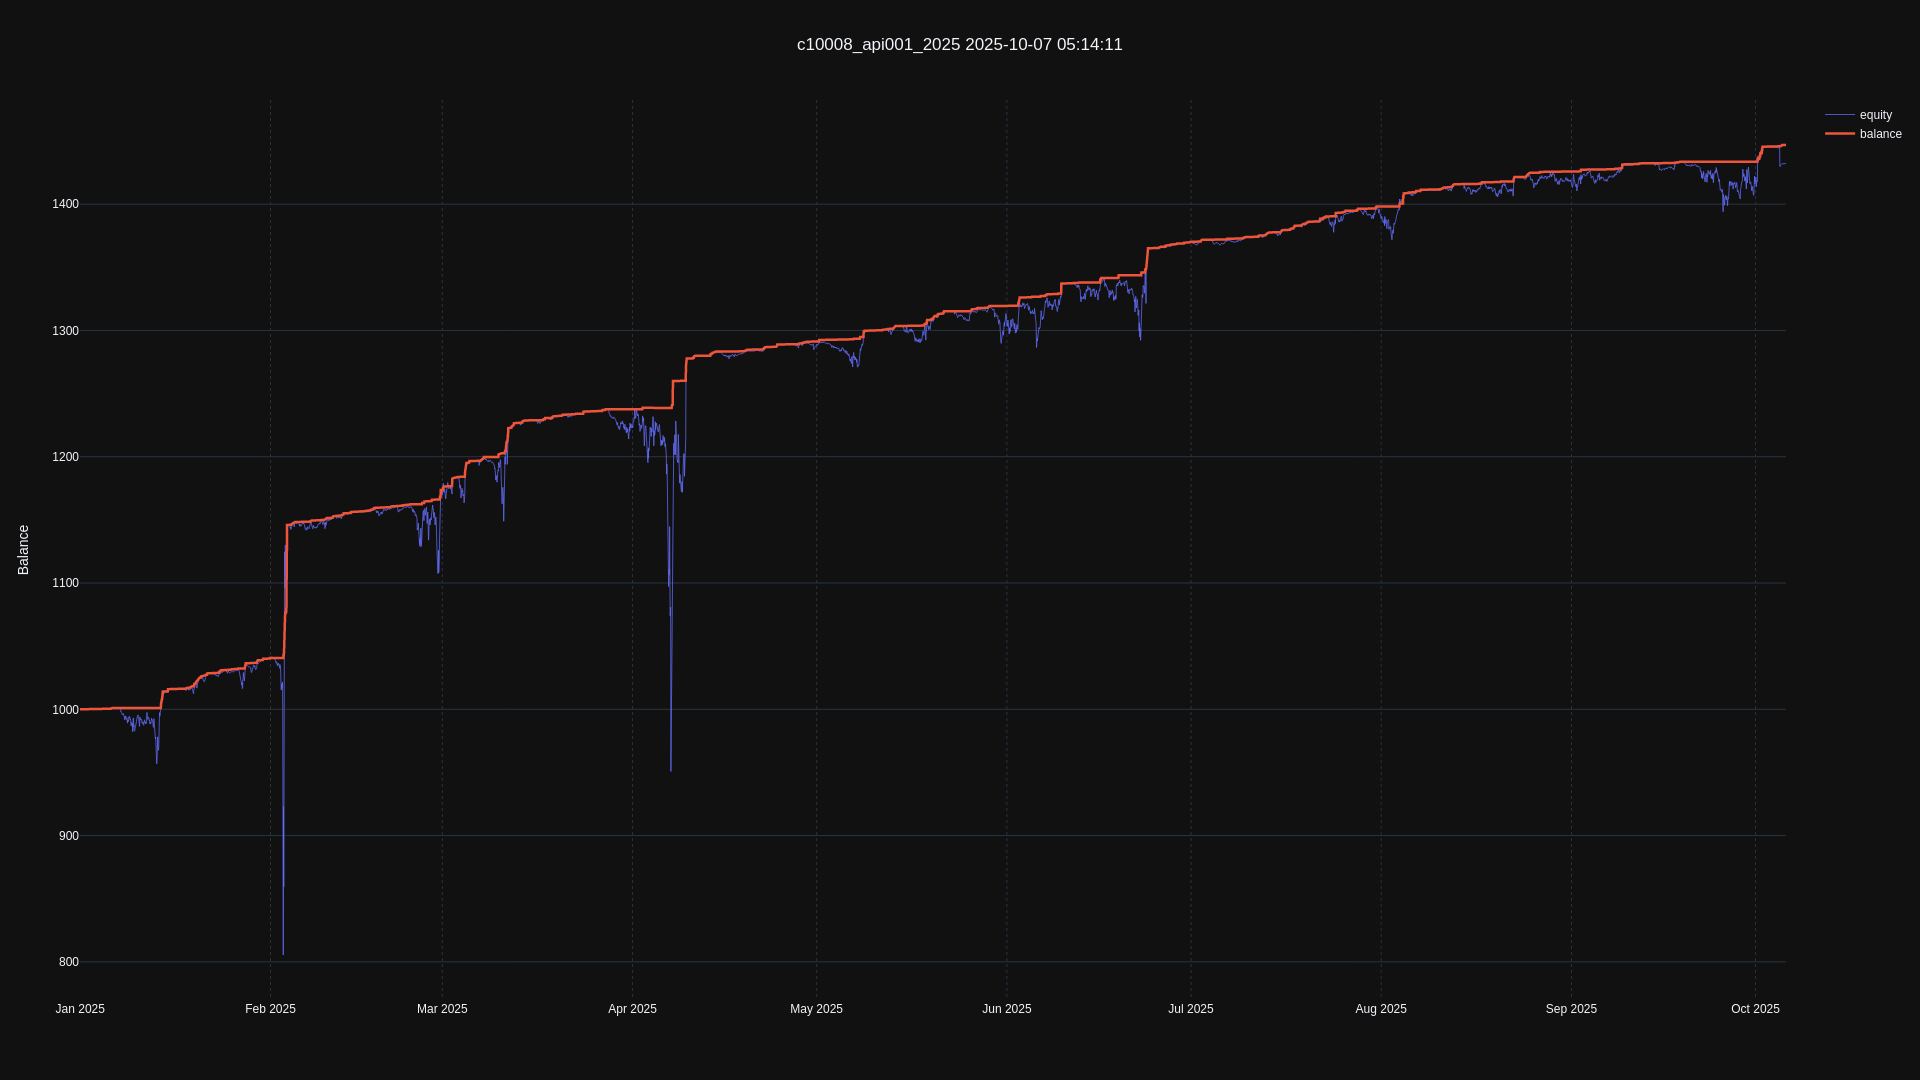 c10008_api001_2025 2025-10-07 05:14:11
equity
balance
1400
1300
1200
1100
1000
900
800
Balance
Jan 2025
Feb 2025
Mar 2025
Apr 2025
May 2025
Jun 2025
Jul 2025
Aug 2025
Sep 2025
Oct 2025